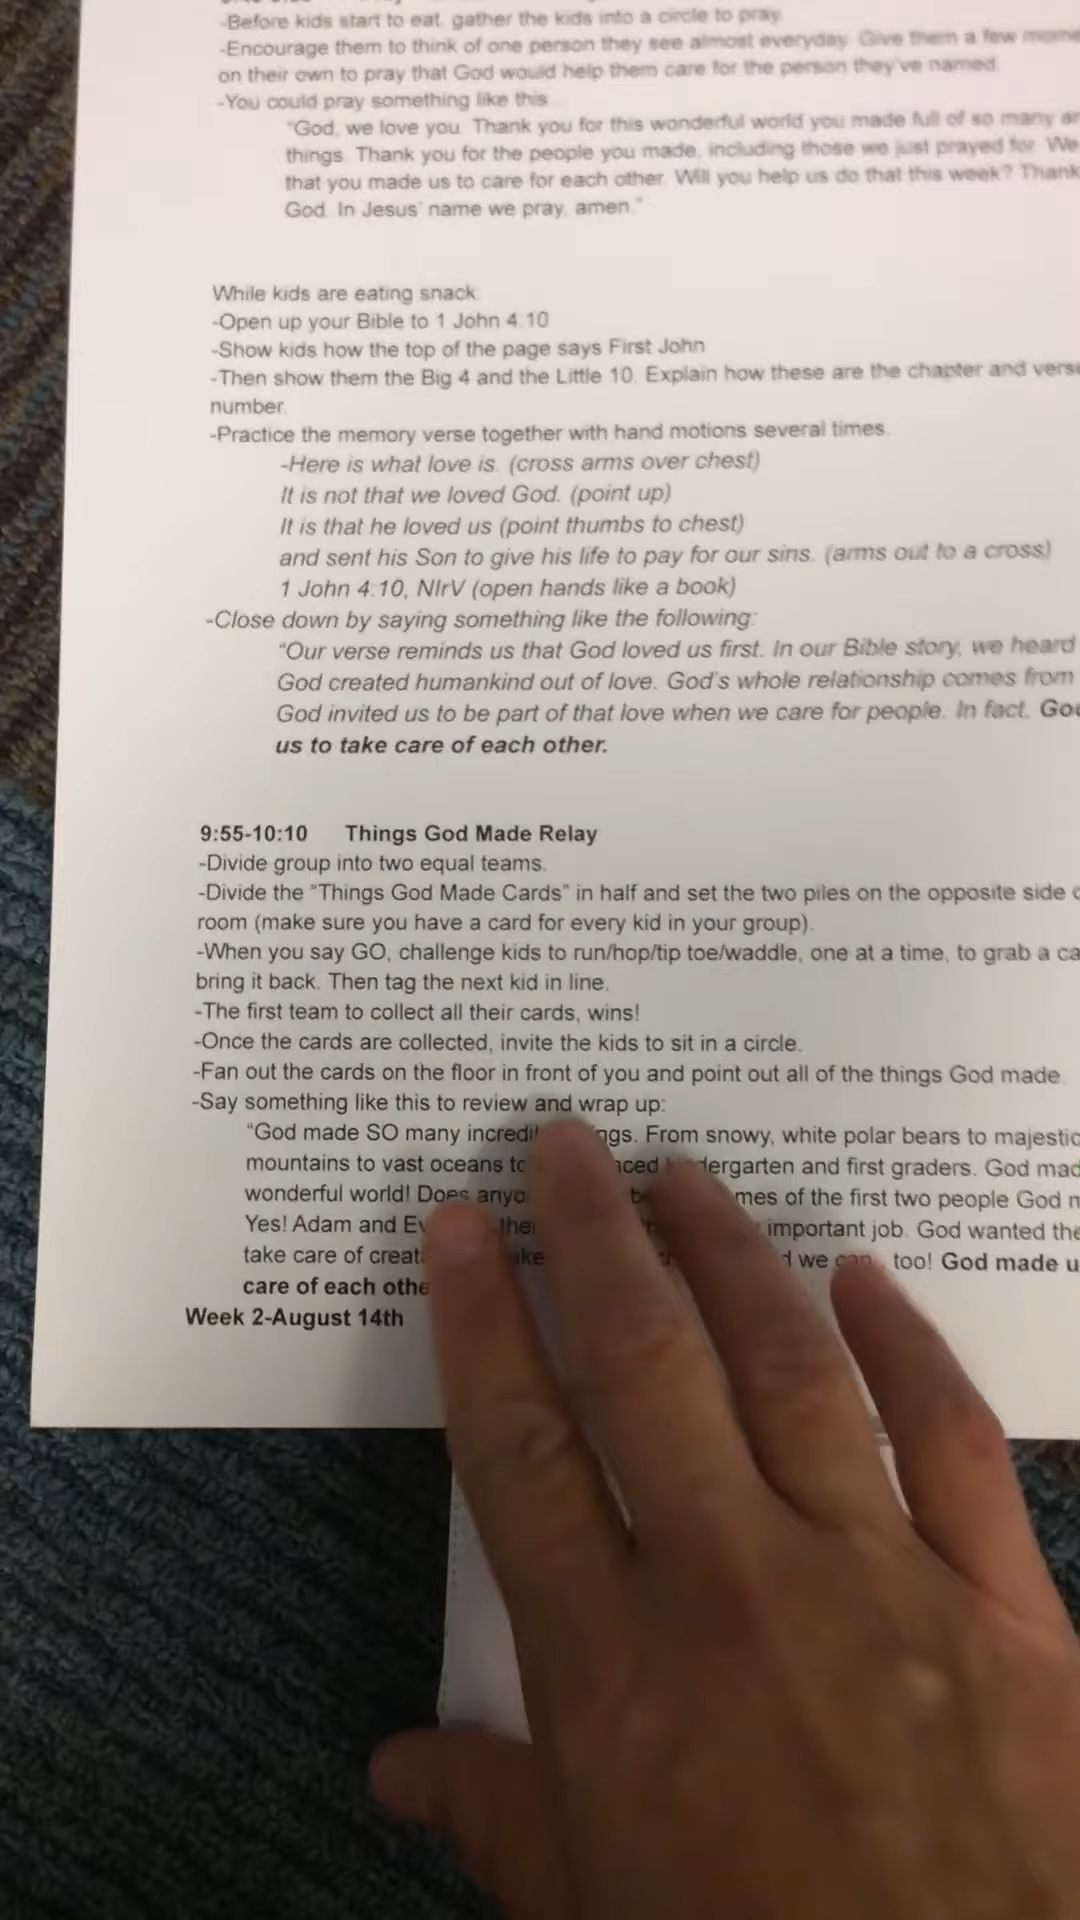 -Before kids start to eat, gather the kids into a circle to pray
-Encourage them to think of one person they see almost everyday. Give them a few
on their own to pray that God would help them care for the person they've named.
-You could pray something like this
"God, we love you. Thank you for this wonderful world you made full of so many
things. Thank you for the people you made, including those we just prayed for. We
that you made us to care for each other. Will you help us do that this week? Thank
God. In Jesus' name we pray, amen."
While kids are eating snack:
-Open up your Bible to 1 John 4:10
-Show kids how the top of the page says First John
-Then show them the Big 4 and the Little 10. Explain how these are the chapter and
number.
-Practice the memory verse together with hand motions several times.
-Here is what love is. (cross arms over chest)
It is not that we loved God. (point up)
It is that he loved us (point thumbs to chest)
and sent his Son to give his life to pay for our sins. (arms out to a cross)
1 John 4:10, NIrV (open hands like a book)
-Close down by saying something like the following:
"Our verse reminds us that God loved us first. In our Bible story, we heard
God created humankind out of love. God's whole relationship comes from
God invited us to be part of that love when we care for people. In fact,
us to take care of each other.
9:55-10:10 Things God Made Relay
-Divide group into two equal teams.
-Divide the "Things God Made Cards" in half and set the two piles on the opposite side
room (make sure you have a card for every kid in your group).
-When you say GO, challenge kids to run/hop/tip toe/waddle, one at a time, to grab a
bring it back. Then tag the next kid in line.
-The first team to collect all their cards, wins!
-Once the cards are collected, invite the kids to sit in a circle.
-Fan out the cards on the floor in front of you and point out all of the things God made.
-Say something like this to review and wrap up:
"God made SO many From snowy, white polar bears to majestic
mountains to vast oceans and first graders. God
wonderful world! Does of the first two people God
Yes! Adam and important job. God wanted
take care of we too! God made
care of each
Week 2-August 14th